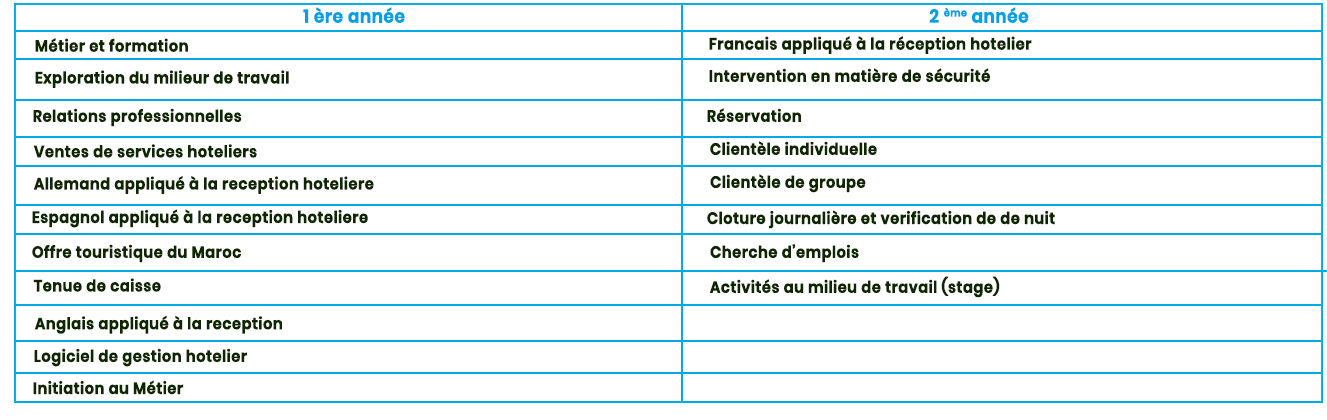 1 ère année 2 ème année
Métier et formation Francais appliqué à la réception hotelier
Exploration du milieur de travail Intervention en matière de sécurité
Relations professionnelles Réservation
Ventes de services hoteliers Clientèle individuelle
Allemand appliqué à la reception hoteliere Clientèle de groupe
Espagnol appliqué à la reception hoteliere Cloture journalière et verification de de nuit
Offre touristique du Maroc Cherche d’emplois
Tenue de caisse Activités au milieu de travail (stage)
Anglais appliqué à la reception
Logiciel de gestion hotelier
Initiation au Métier